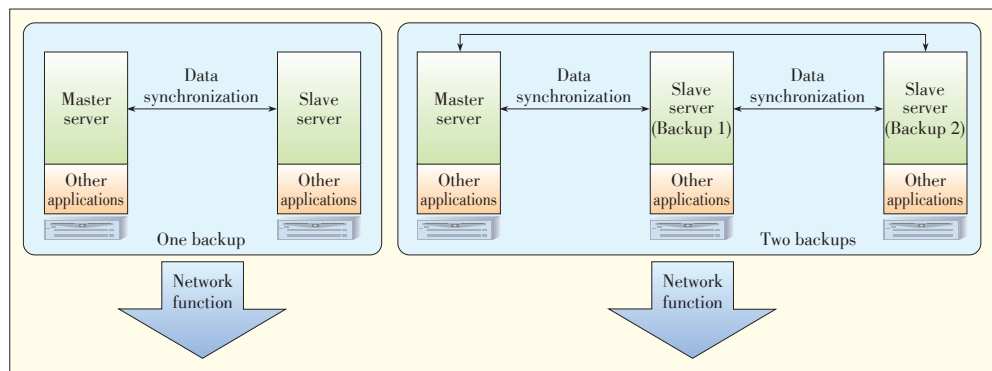 Master
server
Other
applications
Data
synchronization
Slave
server
Other
applications
One backup
Network
function
Master
server
Other
applications
Data
synchronization
Slave
server
(Backup 1)
Other
applications
Data
synchronization
Slave
server
(Backup 2)
Other
applications
Two backups
Network
function